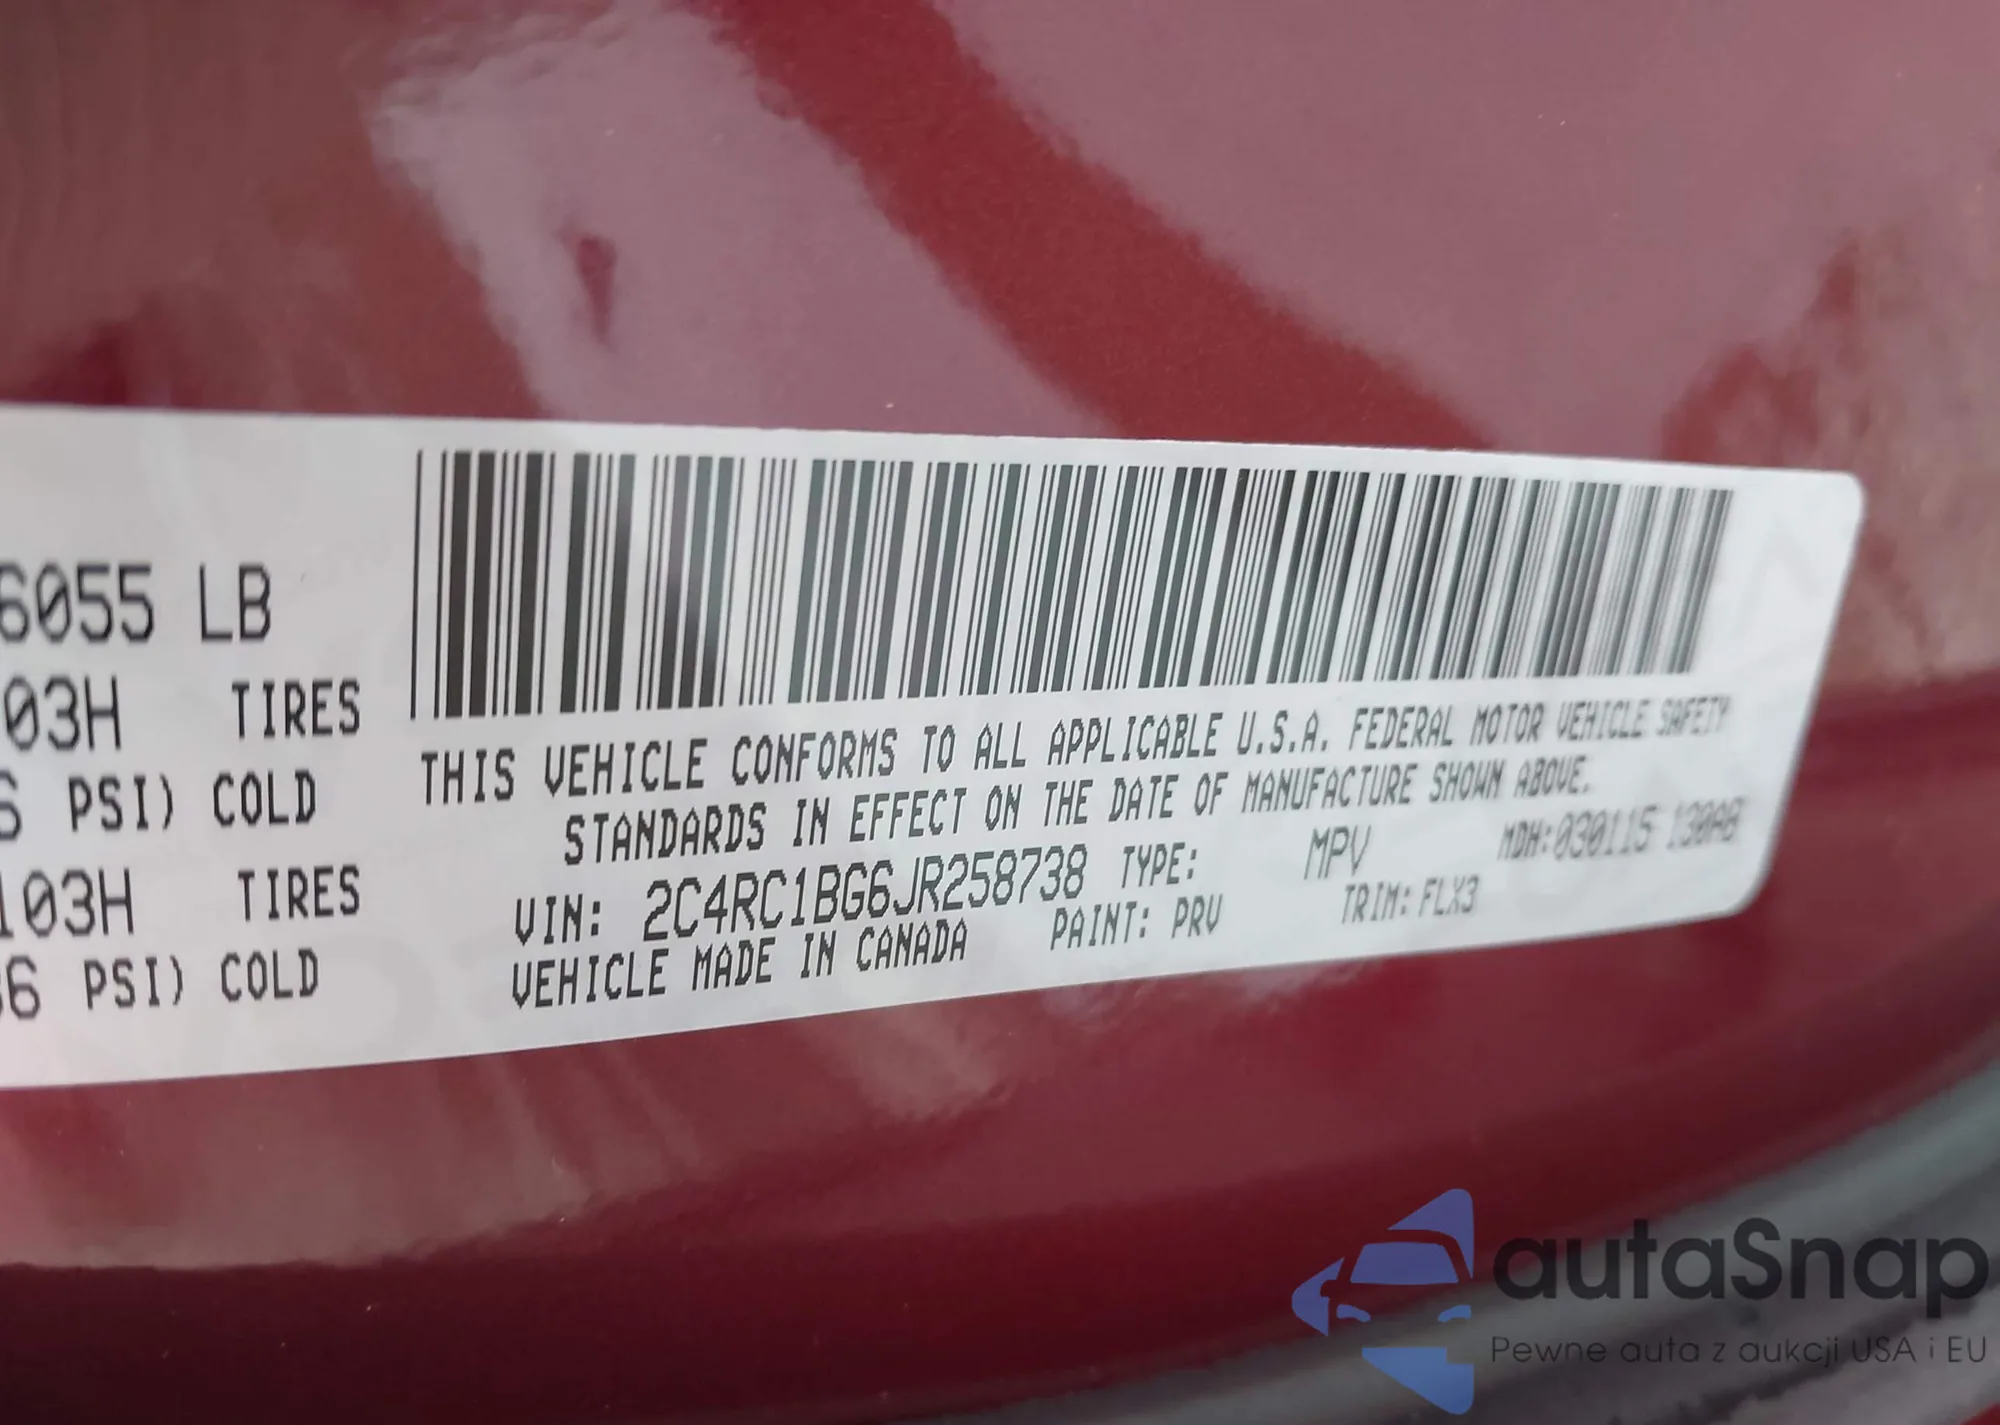 6055 LB
03H TIRES
6 PSI) COLD
103H TIRES
36 PSI) COLD
THIS VEHICLE CONFORMS TO ALL APPLICABLE U.S.A. FEDERAL MOTOR VEHICLE SAFETY
STANDARDS IN EFFECT ON THE DATE OF MANUFACTURE SHOWN ABOVE.
VIN: 2C4RC1BG6JR258738 TYPE: MPV MDH:030115 130AB
VEHICLE MADE IN CANADA PAINT: PRV TRIM: FLX3
autaSnap
Pewne auta z aukcji USA i EU